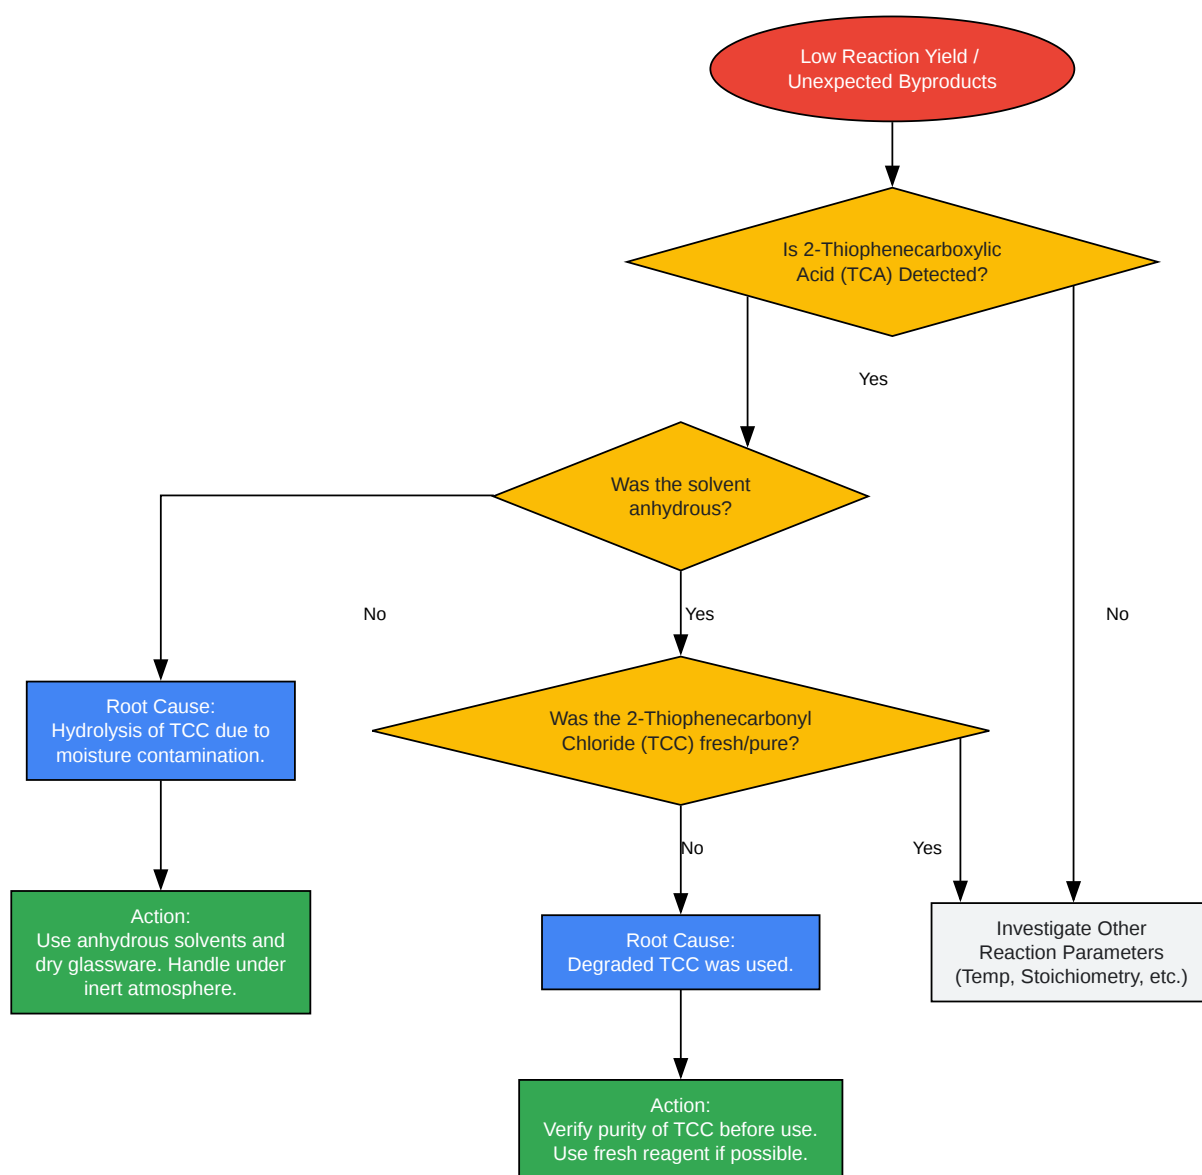 Low Reaction Yield /
Unexpected Byproducts
Is 2-Thiophenecarboxylic
Acid (TCA) Detected?
Yes
Was the solvent
anhydrous?
No
Yes
No
Root Cause:
Hydrolysis of TCC due to
moisture contamination.
Was the 2-Thiophenecarbonyl
Chloride (TCC) fresh/pure?
No
Yes
Action:
Use anhydrous solvents and
dry glassware. Handle under
inert atmosphere.
Root Cause:
Degraded TCC was used.
Investigate Other
Reaction Parameters
(Temp, Stoichiometry, etc.)
Action:
Verify purity of TCC before use.
Use fresh reagent if possible.